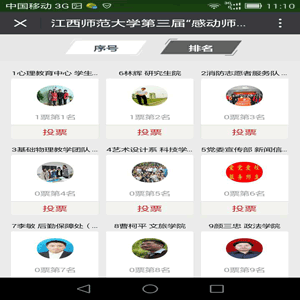 中国移动 3G 11:10
江西师范大学第三届“感动师...
序号 排名
1心理教育中心 学生... 6林辉 研究生院 2消防志愿者服务队
1票第1名 1票第2名 0票第3名
投票 投票 投票
3基础物理教学团队 4艺术设计系 科技学... 5党委宣传部 新闻信...
0票第4名 0票第5名 0票第6名
投票 投票 投票
7李敏 后勤保障处（... 8曹柯平 文旅学院 9颜三忠 政法学院
0票第7名 0票第8名 0票第9名